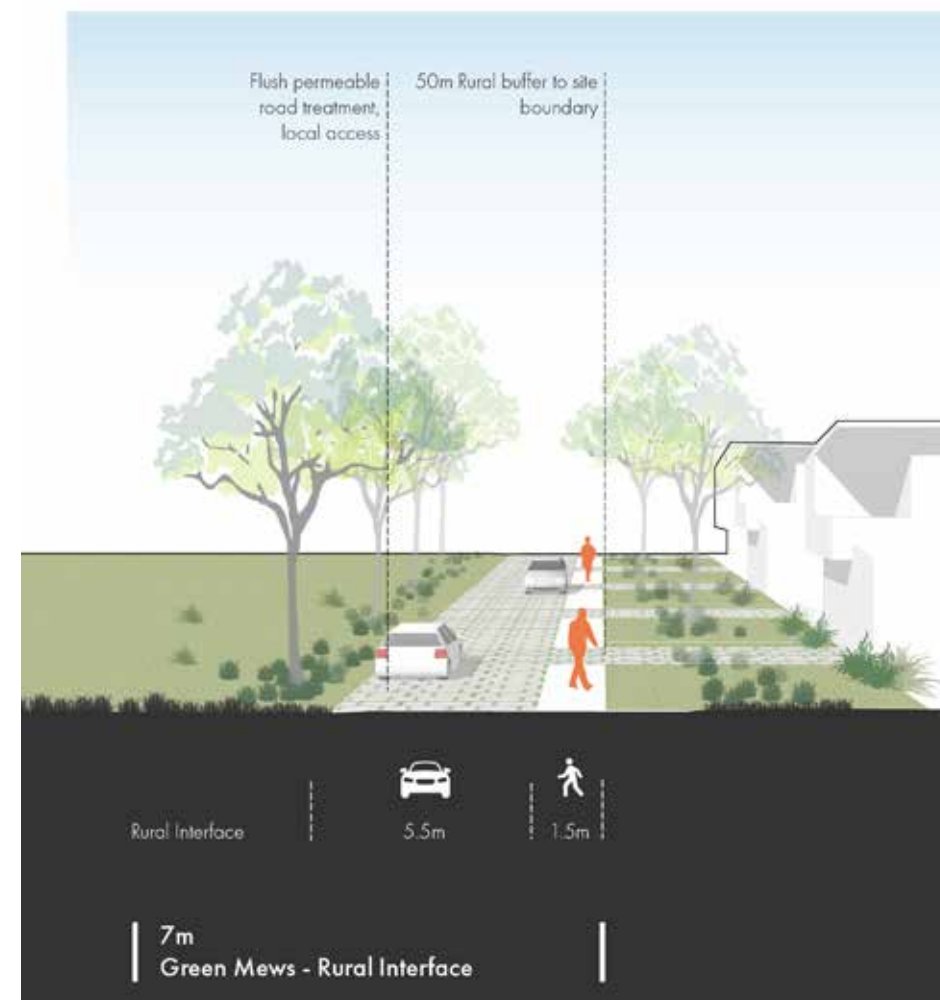 Flush permeable
road treatment,
local access
50m Rural buffer to site
boundary
Rural Interface
5.5m
1.5m
7m
Green Mews - Rural Interface